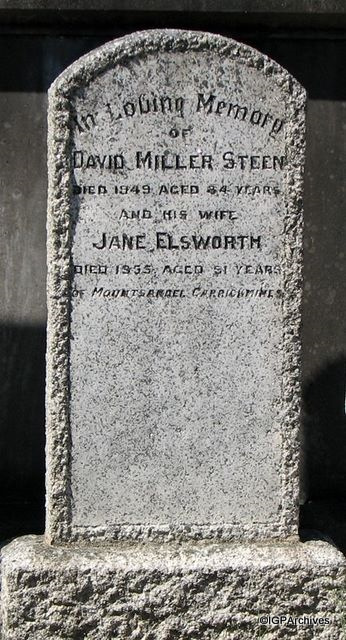 In Loving Memory
OF
DAVID MILLER STEEN
DIED 1949 AGED 84 YEARS
AND HIS WIFE
JANE ELSWORTH
DIED 1955, AGED 91 YEARS
OF MOUNTSANDEL CARRICKMINES
©IGPArchives